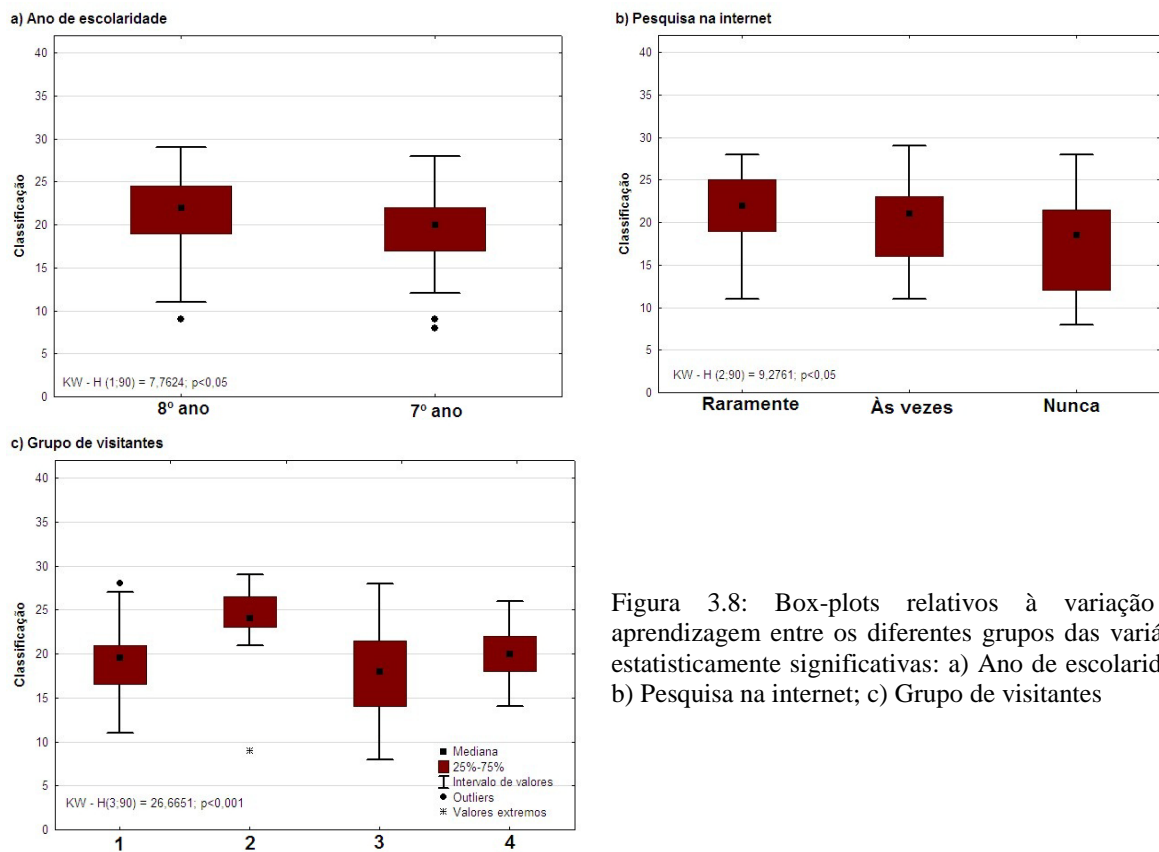 a) Ano de escolaridade
40
35
30
25
20
15
10
5
0
Classificação
KW - H (1;90) = 7,7624; p<0,05
8º ano 7º ano
b) Pesquisa na internet
40
35
30
25
20
15
10
5
0
Classificação
KW - H (2;90) = 9,2761; p<0,05
Raramente Às vezes Nunca
c) Grupo de visitantes
40
35
30
25
20
15
10
5
0
Classificação
Mediana
25%-75%
Intervalo de valores
Outliers
Valores extremos
KW - H(3;90) = 26,6651; p<0,001
1 2 3 4
Figura 3.8: Box-plots relativos à variação
aprendizagem entre os diferentes grupos das variá
estatisticamente significativas: a) Ano de escolarid
b) Pesquisa na internet; c) Grupo de visitantes